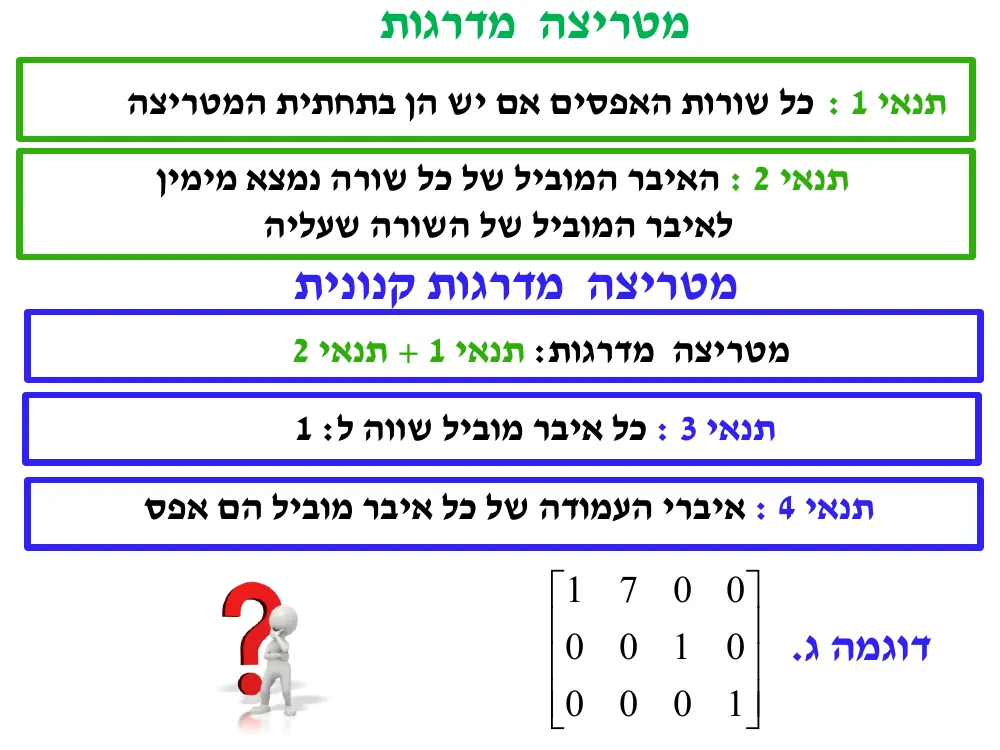 מטריצה מדרגות
תנאי 1 : כל שורות האפסים אם יש הן בתחתית המטריצה
תנאי 2 : האיבר המוביל של כל שורה נמצא מימין
לאיבר המוביל של השורה שעליה
מטריצה מדרגות קנונית
מטריצה מדרגות: תנאי 1 + תנאי 2
תנאי 3 : כל איבר מוביל שווה ל: 1
תנאי 4 : איברי העמודה של כל איבר מוביל הם אפס
דוגמה ג.
1 7 0 0
0 0 1 0
0 0 0 1